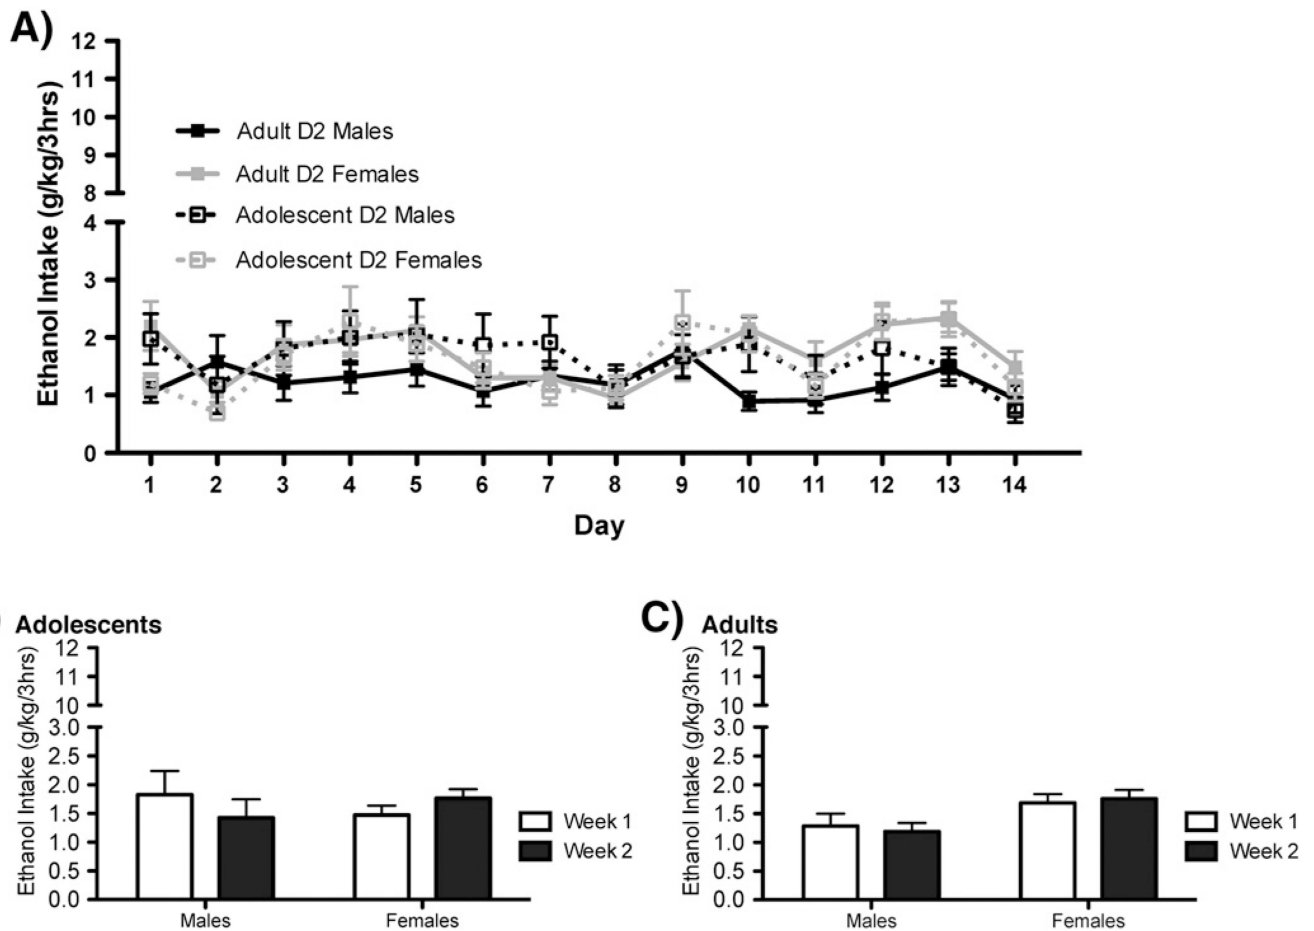 A)
Ethanol Intake (g/kg/3hrs)
12
11
10
9
8
4
3
2
1
0
Adult D2 Males
Adult D2 Females
Adolescent D2 Males
Adolescent D2 Females
1 2 3 4 5 6 7 8 9 10 11 12 13 14
Day
Adolescents
Ethanol Intake (g/kg/3hrs)
12
11
10
3.0
2.5
2.0
1.5
1.0
0.5
0.0
Week 1
Week 2
Males Females
C) Adults
Ethanol Intake (g/kg/3hrs)
12
11
10
3.0
2.5
2.0
1.5
1.0
0.5
0.0
Week 1
Week 2
Males Females